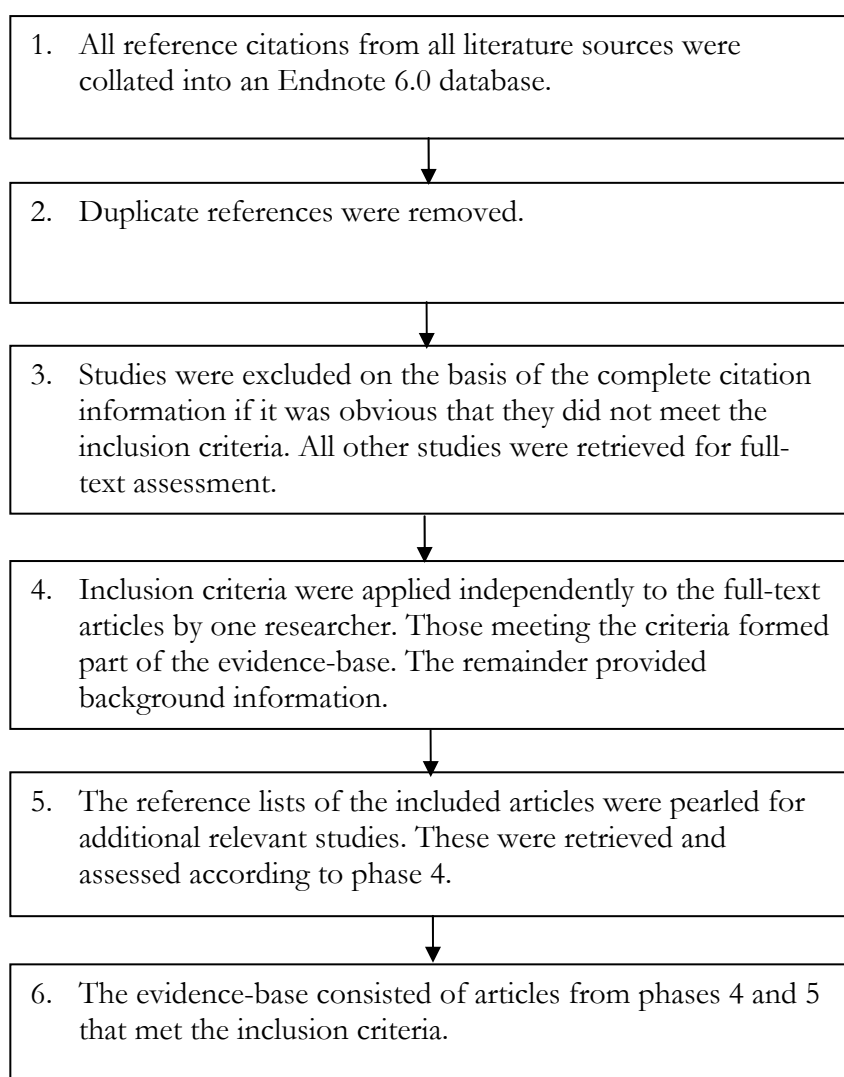 1. All reference citations from all literature sources were
collated into an Endnote 6.0 database.
2. Duplicate references were removed.
3. Studies were excluded on the basis of the complete citation
information if it was obvious that they did not meet the
inclusion criteria. All other studies were retrieved for full-
text assessment.
4. Inclusion criteria were applied independently to the full-text
articles by one researcher. Those meeting the criteria formed
part of the evidence-base. The remainder provided
background information.
5. The reference lists of the included articles were pearled for
additional relevant studies. These were retrieved and
assessed according to phase 4.
6. The evidence-base consisted of articles from phases 4 and 5
that met the inclusion criteria.